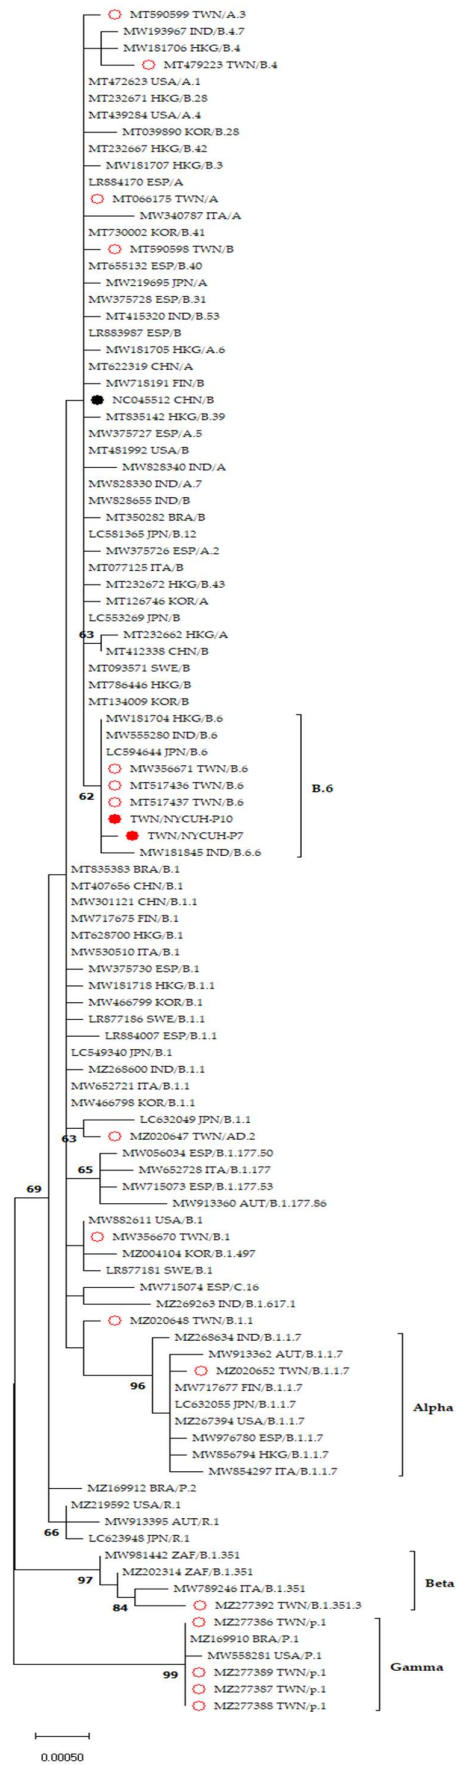 MT590599 TWN/A.3
MW193967 IND/B.4.7
MW181706 HKG/B.4
MT479223 TWN/B.4
MT472623 USA/A.1
MT232671 HKG/B.28
MT439284 USA/A.4
MT039890 KOR/B.28
MT232667 HKG/B.42
MW181707 HKG/B.3
LR884170 ESP/A
MT066175 TWN/A
MW340787 ITA/A
MT730002 KOR/B.41
MT590598 TWN/B
MT655132 ESP/B.40
MW219695 JPN/A
MW375728 ESP/B.31
MT415320 IND/B.53
LR883987 ESP/B
MW181705 HKG/A.6
MT622319 CHN/A
MW718191 FIN/B
NC045512 CHN/B
MT835142 HKG/B.39
MW375727 ESP/A.5
MT481992 USA/B
MW828340 IND/A
MW828330 IND/A.7
MW828655 IND/B
MT350282 BRA/B
LC581365 JPN/B.12
MW375726 ESP/A.2
MT077125 ITA/B
MT232672 HKG/B.43
MT126746 KOR/A
LC553269 JPN/B
63
MT232662 HKG/A
MT412338 CHN/B
MT093571 SWE/B
MT786446 HKG/B
MT134009 KOR/B
MW181704 HKG/B.6
MW555280 IND/B.6
LC594644 JPN/B.6
MW356671 TWN/B.6
MT517436 TWN/B.6
B.6
62
MT517437 TWN/B.6
TWN/NYCUH-P10
TWN/NYCUH-P7
MW181845 IND/B.6.6
MT835383 BRA/B.1
MT407656 CHN/B.1
MW301121 CHN/B.1.1
MW717675 FIN/B.1
MT628700 HKG/B.1
MW530510 ITA/B.1
MW375730 ESP/B.1
MW181718 HKG/B.1.1
MW466799 KOR/B.1
LR877186 SWE/B.1.1
LR884007 ESP/B.1.1
LC549340 JPN/B.1
MZ268600 IND/B.1.1
MW652721 ITA/B.1.1
MW466798 KOR/B.1.1
LC632049 JPN/B.1.1
63
MZ020647 TWN/AD.2
MW056034 ESP/B.1.177.50
65
MW652728 ITA/B.1.177
MW715073 ESP/B.1.177.53
69
MW913360 AUT/B.1.177.86
MW882611 USA/B.1
MW356670 TWN/B.1
MZ004104 KOR/B.1.497
LR877181 SWE/B.1
MW715074 ESP/C.16
MZ269263 IND/B.1.617.1
MZ020648 TWN/B.1.1
MZ268634 IND/B.1.1.7
MW913362 AUT/B.1.1.7
MZ020652 TWN/B.1.1.7
96
MW717677 FIN/B.1.1.7
LC632055 JPN/B.1.1.7
Alpha
MZ267394 USA/B.1.1.7
MW976780 ESP/B.1.1.7
MW856794 HKG/B.1.1.7
MW854297 ITA/B.1.1.7
MZ169912 BRA/P.2
MZ219592 USA/R.1
MW913395 AUT/R.1
66
LC623948 JPN/R.1
MW981442 ZAF/B.1.351
97
MZ202314 ZAF/B.1.351
Beta
MW789246 ITA/B.1.351
84
MZ277392 TWN/B.1.351.3
MZ277386 TWN/p.1
MZ169910 BRA/P.1
MW558281 USA/P.1
Gamma
99
MZ277389 TWN/p.1
MZ277387 TWN/p.1
MZ277388 TWN/p.1
0.00050